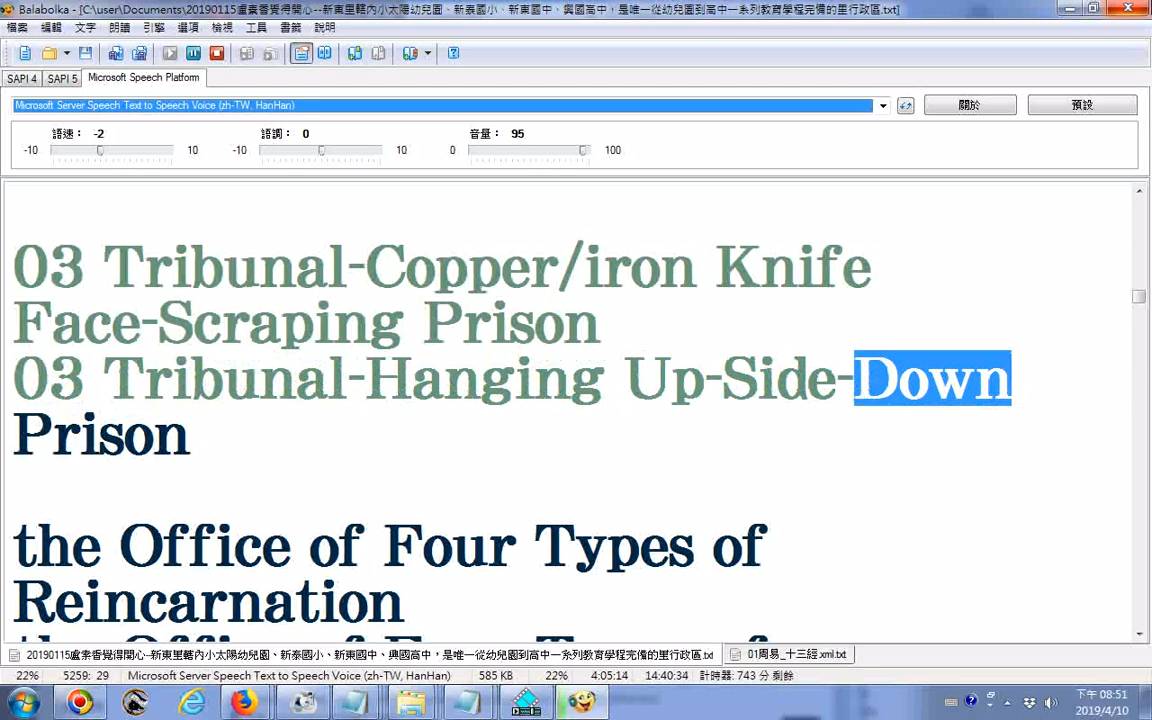 Balabolka - [C:\user\Documents\20190115盧素香覺得開心--新東里轄內小太陽幼兒園、新泰國小、新東國中、興國高中，是唯一從幼兒園到高中一系列教育學程完備的里行政區.txt]
檔案 編輯 文字 朗讀 引擎 選項 檢視 工具 書籤 說明
SAPI 4 SAPI 5 Microsoft Speech Platform
Microsoft Server Speech Text to Speech Voice (zh-TW, HanHan) 關於 預設
語速： -2 語調： 0 音量： 95
-10 10 -10 10 0 100
03 Tribunal-Copper/iron Knife
Face-Scraping Prison
03 Tribunal-Hanging Up-Side-Down
Prison
the Office of Four Types of
Reincarnation
the Office of Four Types of
20190115盧素香覺得開心--新東里轄內小太陽幼兒園、新泰國小、新東國中、興國高中，是唯一從幼兒園到高中一系列教育學程完備的里行政區.txt 01周易_十三經.xml.txt
22% 5259: 29 Microsoft Server Speech Text to Speech Voice (zh-TW, HanHan) 585 KB 22% 4:05:14 14:40:34 計時器: 743 分 剩餘
下午 08:51
2019/4/10